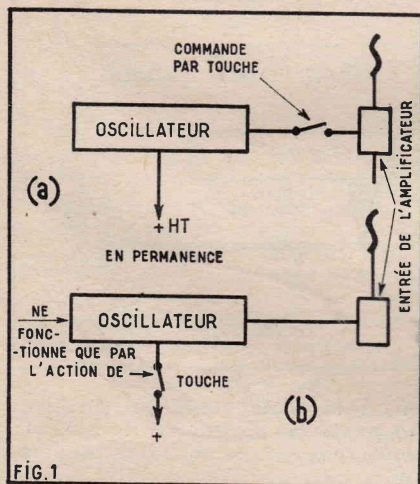 COMMANDE
PAR TOUCHE
OSCILLATEUR
(a)
+ HT
EN PERMANENCE
ENTRÉE DE L'AMPLIFICATEUR
NE
FONC-
-TIONNE QUE PAR
L'ACTION DE
OSCILLATEUR
TOUCHE
(b)
+
FIG.1